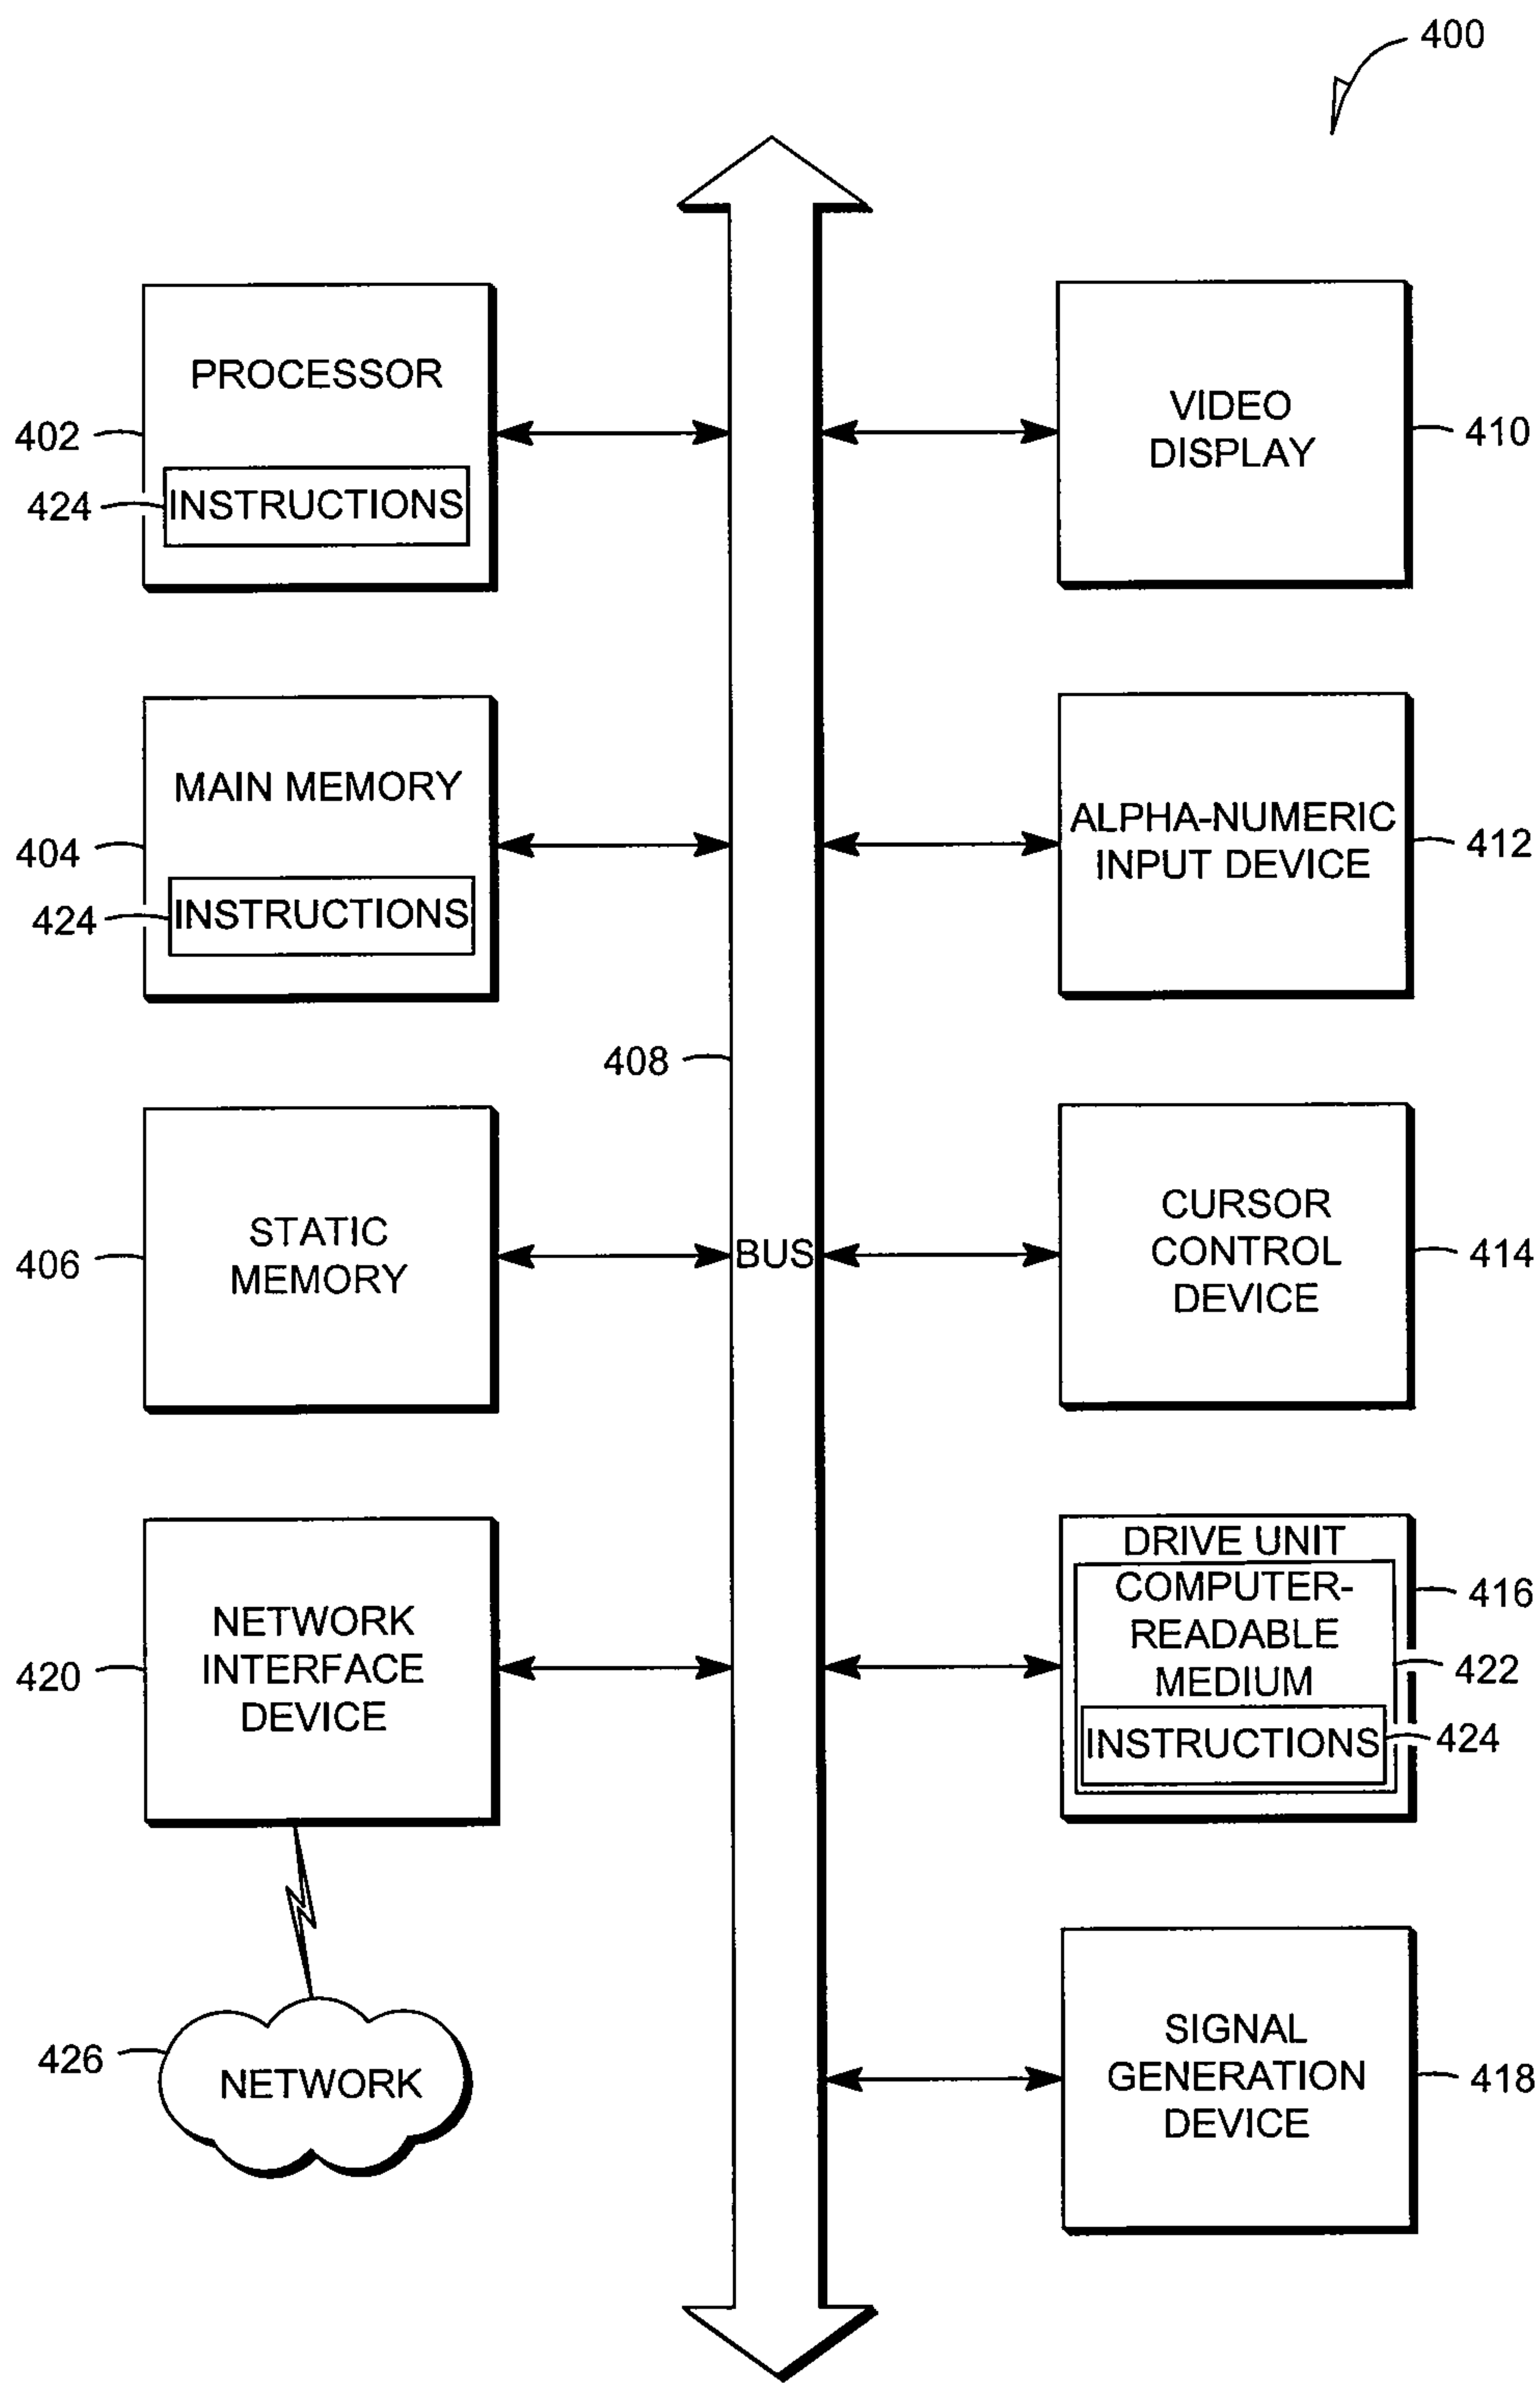 400
PROCESSOR
402
424
INSTRUCTIONS
VIDEO
DISPLAY
410
MAIN MEMORY
404
424
INSTRUCTIONS
ALPHA-NUMERIC
INPUT DEVICE
412
408
STATIC
MEMORY
406
BUS
CURSOR
CONTROL
DEVICE
414
NETWORK
INTERFACE
DEVICE
420
DRIVE UNIT
COMPUTER-
READABLE
MEDIUM
INSTRUCTIONS
416
422
424
426
NETWORK
SIGNAL
GENERATION
DEVICE
418